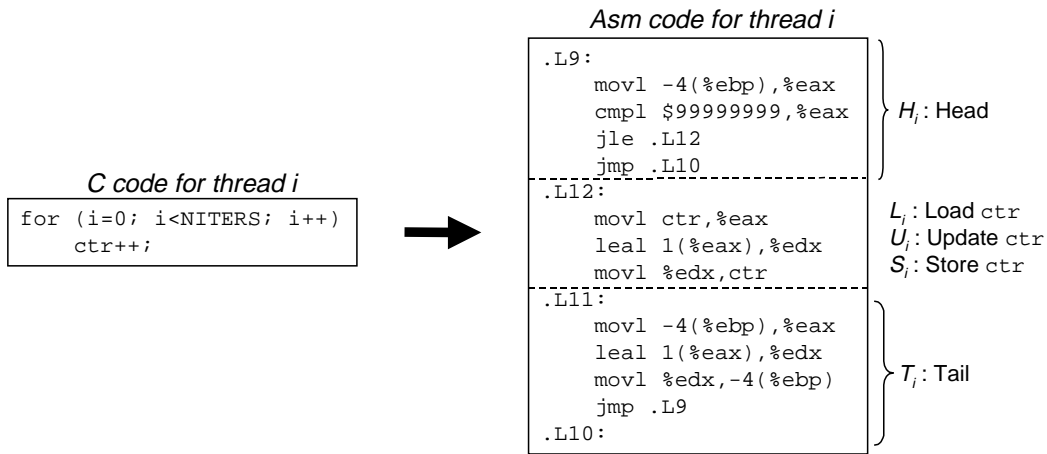 Asm code for thread i
.L9:
movl -4(%ebp),%eax
cmpl $99999999,%eax
jle .L12
jmp .L10
Hi : Head
C code for thread i
for (i=0; i<NITERS; i++)
ctr++;
.L12:
movl ctr,%eax
leal 1(%eax),%edx
movl %edx,ctr
Li : Load ctr
Ui : Update ctr
Si : Store ctr
.L11:
movl -4(%ebp),%eax
leal 1(%eax),%edx
movl %edx,-4(%ebp)
jmp .L9
.L10:
Ti : Tail